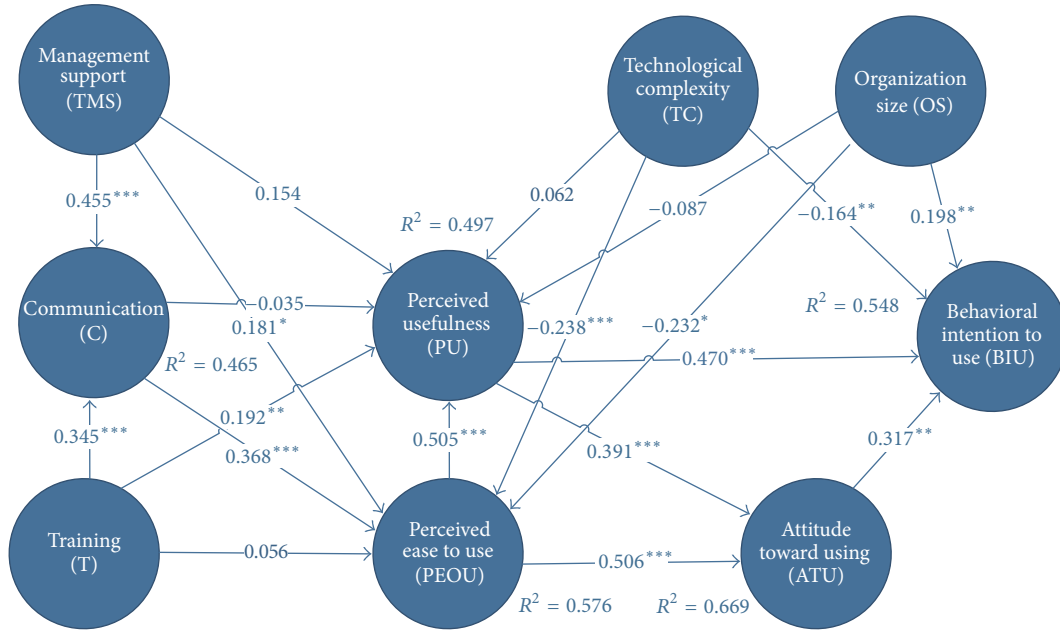 Management
support
(TMS)
Technological
complexity
(TC)
Organization
size (OS)
0.455***
0.154
0.062
−0.087
−0.164**
0.198**
R² = 0.497
Communication
(C)
−0.035
0.181*
Perceived
usefulness
(PU)
−0.238***
−0.232*
R² = 0.548
Behavioral
intention to
use (BIU)
R² = 0.465
0.470***
0.345***
0.192**
0.368***
0.505***
0.391***
0.317**
Training
(T)
0.056
Perceived
ease to use
(PEOU)
0.506***
Attitude
toward using
(ATU)
R² = 0.576
R² = 0.669